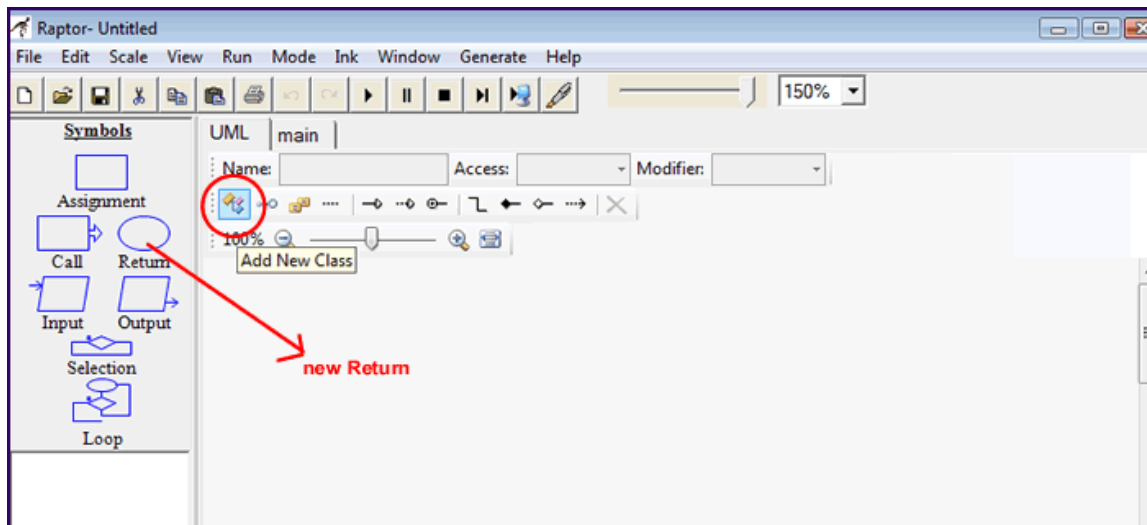 Raptor- Untitled
File Edit Scale View Run Mode Ink Window Generate Help
150%
Symbols
UML main
Name: Access: Modifier:
Assignment
100%
Add New Class
Call Return
Input Output
new Return
Selection
Loop